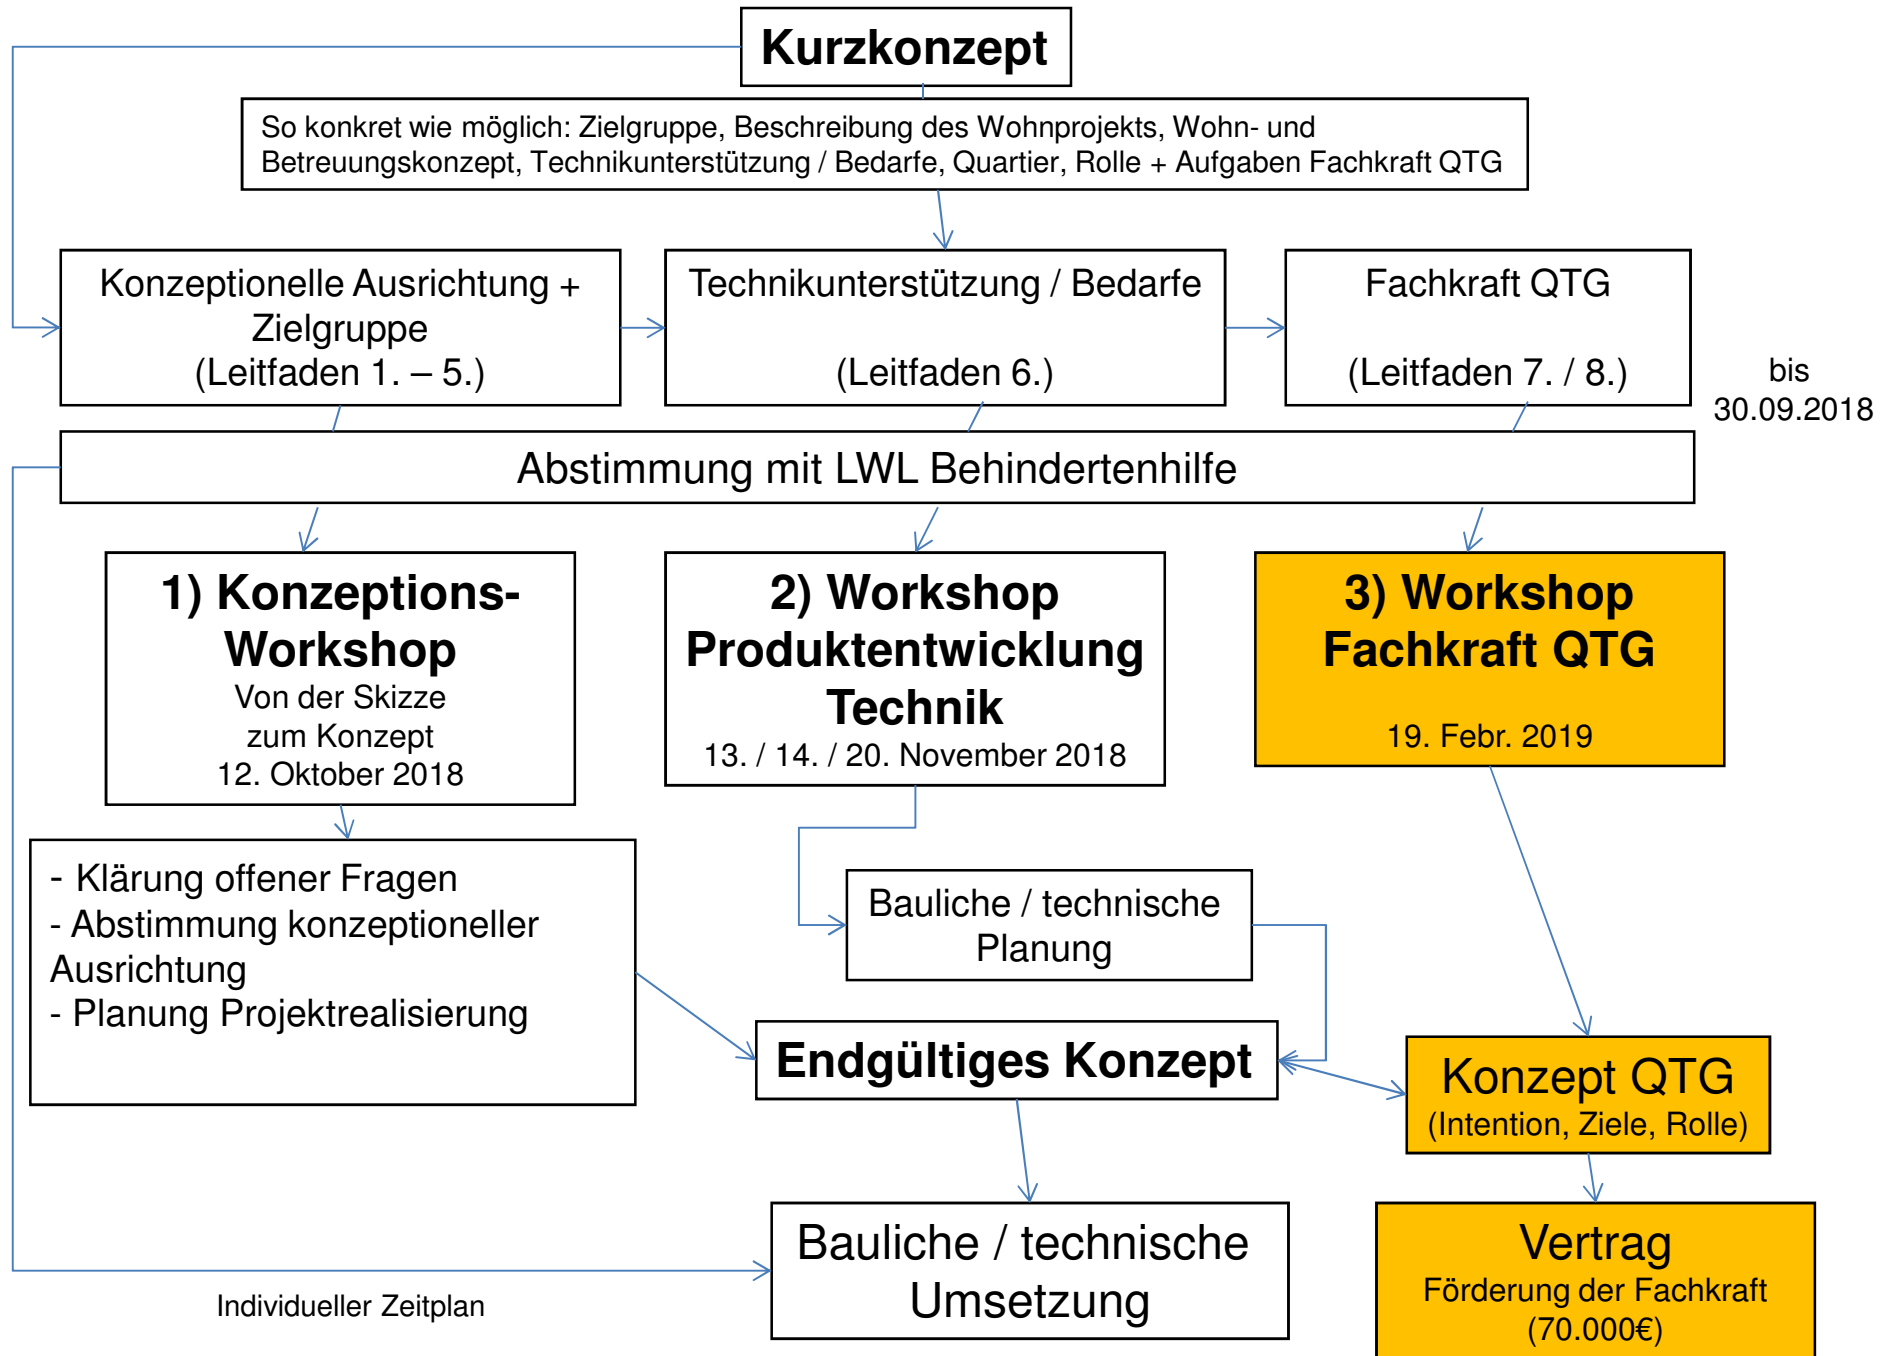 Kurzkonzept
So konkret wie möglich: Zielgruppe, Beschreibung des Wohnprojekts, Wohn- und
Betreuungskonzept, Technikunterstützung / Bedarfe, Quartier, Rolle + Aufgaben Fachkraft QTG
Konzeptionelle Ausrichtung +
Zielgruppe
(Leitfaden 1. – 5.)
Technikunterstützung / Bedarfe
(Leitfaden 6.)
Fachkraft QTG
(Leitfaden 7. / 8.)
bis
30.09.2018
Abstimmung mit LWL Behindertenhilfe
1) Konzeptions-
Workshop
Von der Skizze
zum Konzept
12. Oktober 2018
2) Workshop
Produktentwicklung
Technik
13. / 14. / 20. November 2018
3) Workshop
Fachkraft QTG
19. Febr. 2019
- Klärung offener Fragen
- Abstimmung konzeptioneller
Ausrichtung
- Planung Projektrealisierung
Bauliche / technische
Planung
Endgültiges Konzept
Konzept QTG
(Intention, Ziele, Rolle)
Bauliche / technische
Umsetzung
Vertrag
Förderung der Fachkraft
(70.000€)
Individueller Zeitplan